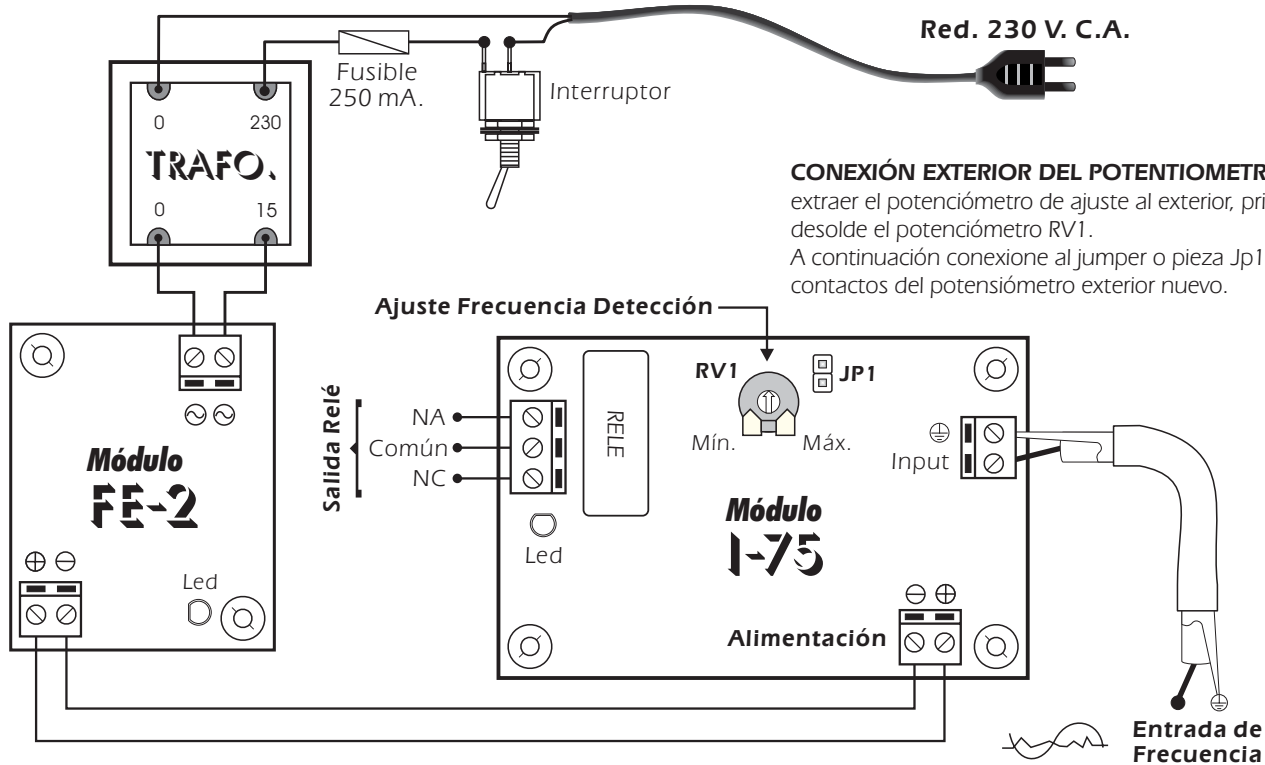 Red. 230 V. C.A.
Fusible
250 mA.
Interruptor
0
230
TRAFO.
0
15
CONEXIÓN EXTERIOR DEL POTENTIOMETR
extraer el potenciómetro de ajuste al exterior, pri
desolde el potenciómetro RV1.
A continuación conexione al jumper o pieza Jp1
contactos del potensiómetro exterior nuevo.
Ajuste Frecuencia Detección
Módulo
FE-2
Led
Salida Relé
NA
Común
NC
RELE
Led
RV1
JP1
Mín.
Máx.
Input
Módulo
I-75
Alimentación
Entrada de
Frecuencia